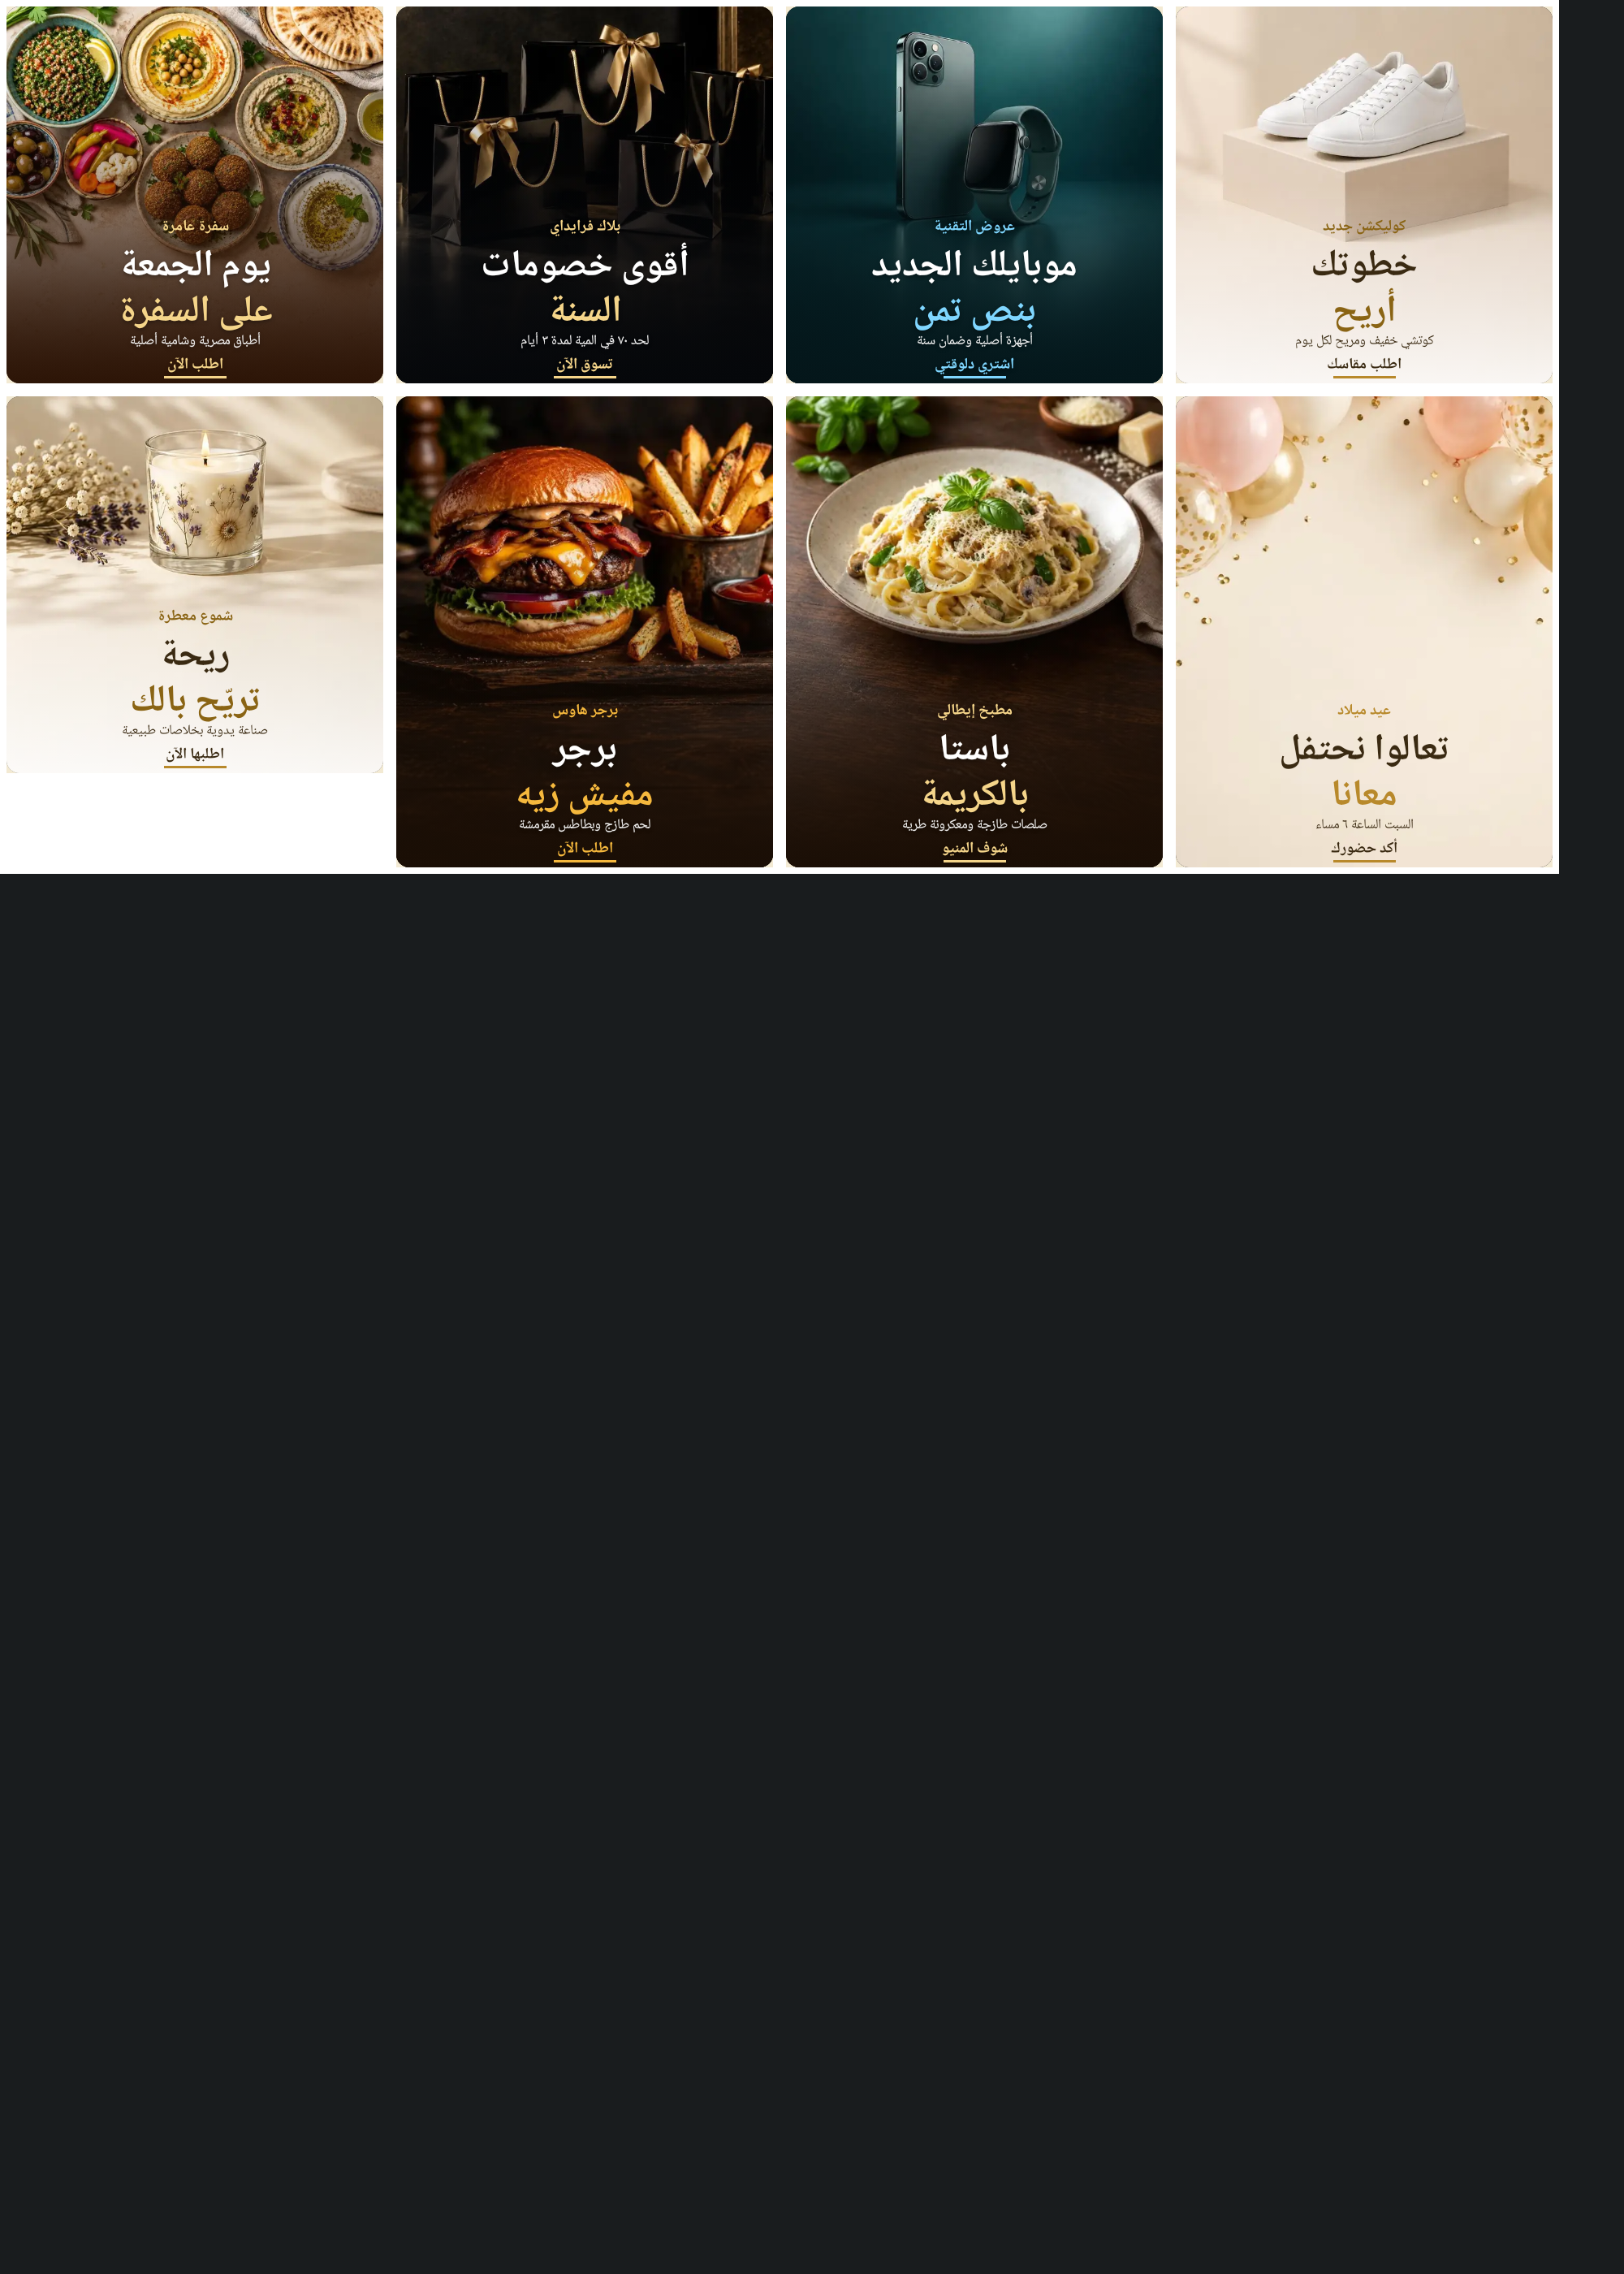 سفرة عامرة
يوم الجمعة
على السفرة
أطباق مصرية وشامية أصلية
اطلب الآن
بلاك فرايداي
أقوى خصومات
السنة
لحد ٧٠ في المية لمدة ٣ أيام
تسوق الآن
عروض التقنية
موبايلك الجديد
بنص تمن
أجهزة أصلية وضمان سنة
اشتري دلوقتي
كوليكشن جديد
خطوتك
أريح
كوتشي خفيف ومريح لكل يوم
اطلب مقاسك
شموع معطرة
ريحة
تريّح بالك
صناعة يدوية بخلاصات طبيعية
اطلبها الآن
برجر هاوس
برجر
مفيش زيه
لحم طازج وبطاطس مقرمشة
اطلب الآن
مطبخ إيطالي
باستا
بالكريمة
صلصات طازجة ومعكرونة طرية
شوف المنيو
عيد ميلاد
تعالوا نحتفل
معانا
السبت الساعة ٦ مساء
أكد حضورك